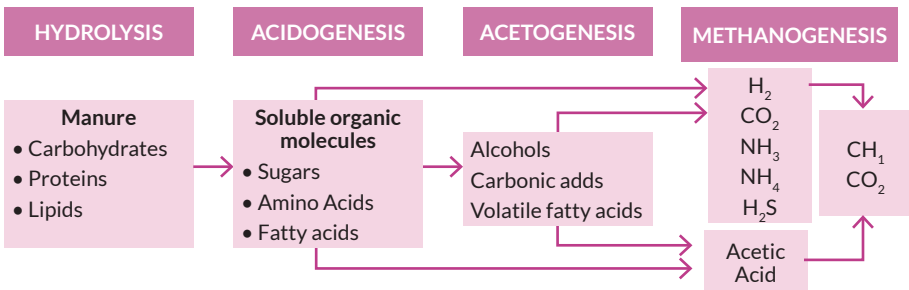 HYDROLYSIS
ACIDOGENESIS
ACETOGENESIS
METHANOGENESIS
Manure
• Carbohydrates
• Proteins
• Lipids
Soluble organic
molecules
• Sugars
• Amino Acids
• Fatty acids
Alcohols
Carbonic adds
Volatile fatty acids
H₂
CO₂
NH₃
NH₄
H₂S
Acetic
Acid
CH₁
CO₂